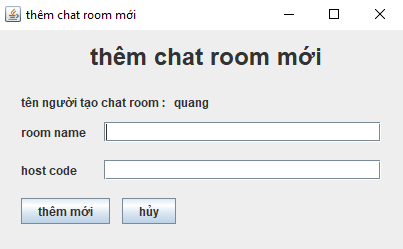 thêm chat room mới
thêm chat room mới
tên người tạo chat room : quang
room name
host code
thêm mới hủy